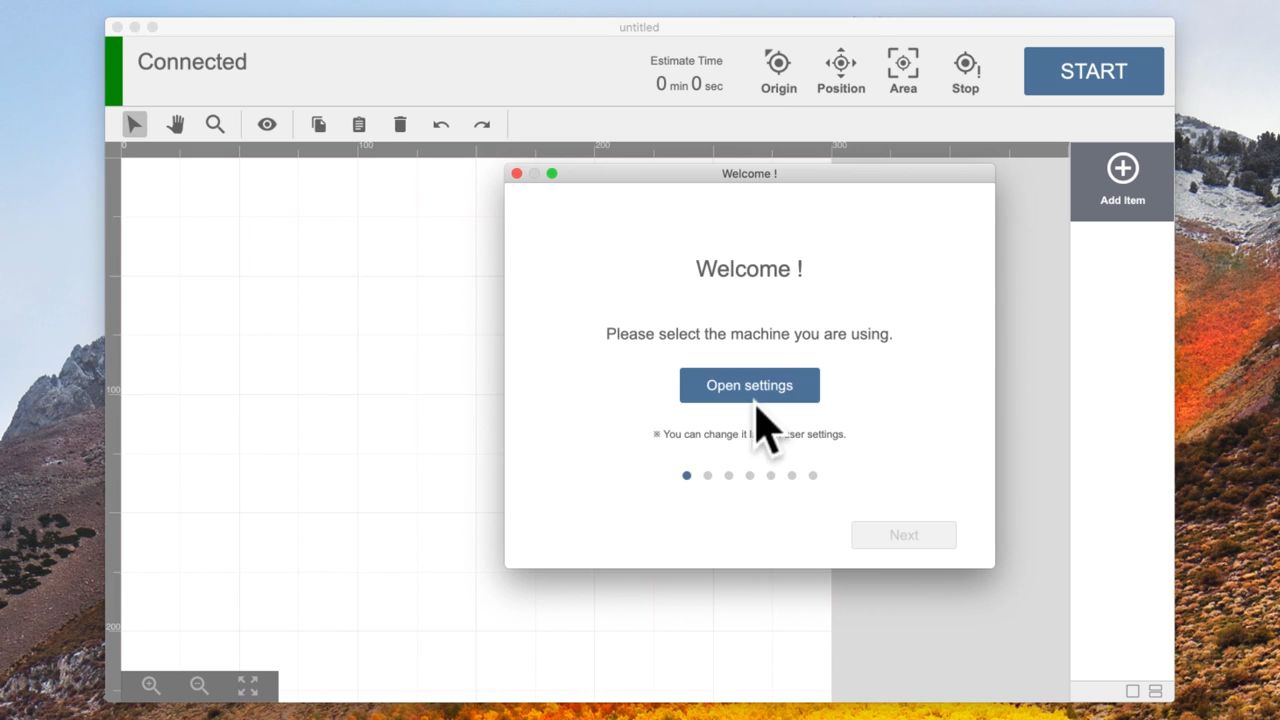 untitled
Connected
Estimate Time
0 min 0 sec
Origin
Position
Area
Stop
START
0
100
200
300
Add Item
Welcome !
Welcome !
Please select the machine you are using.
Open settings
※ You can change it user settings.
Next
100
200